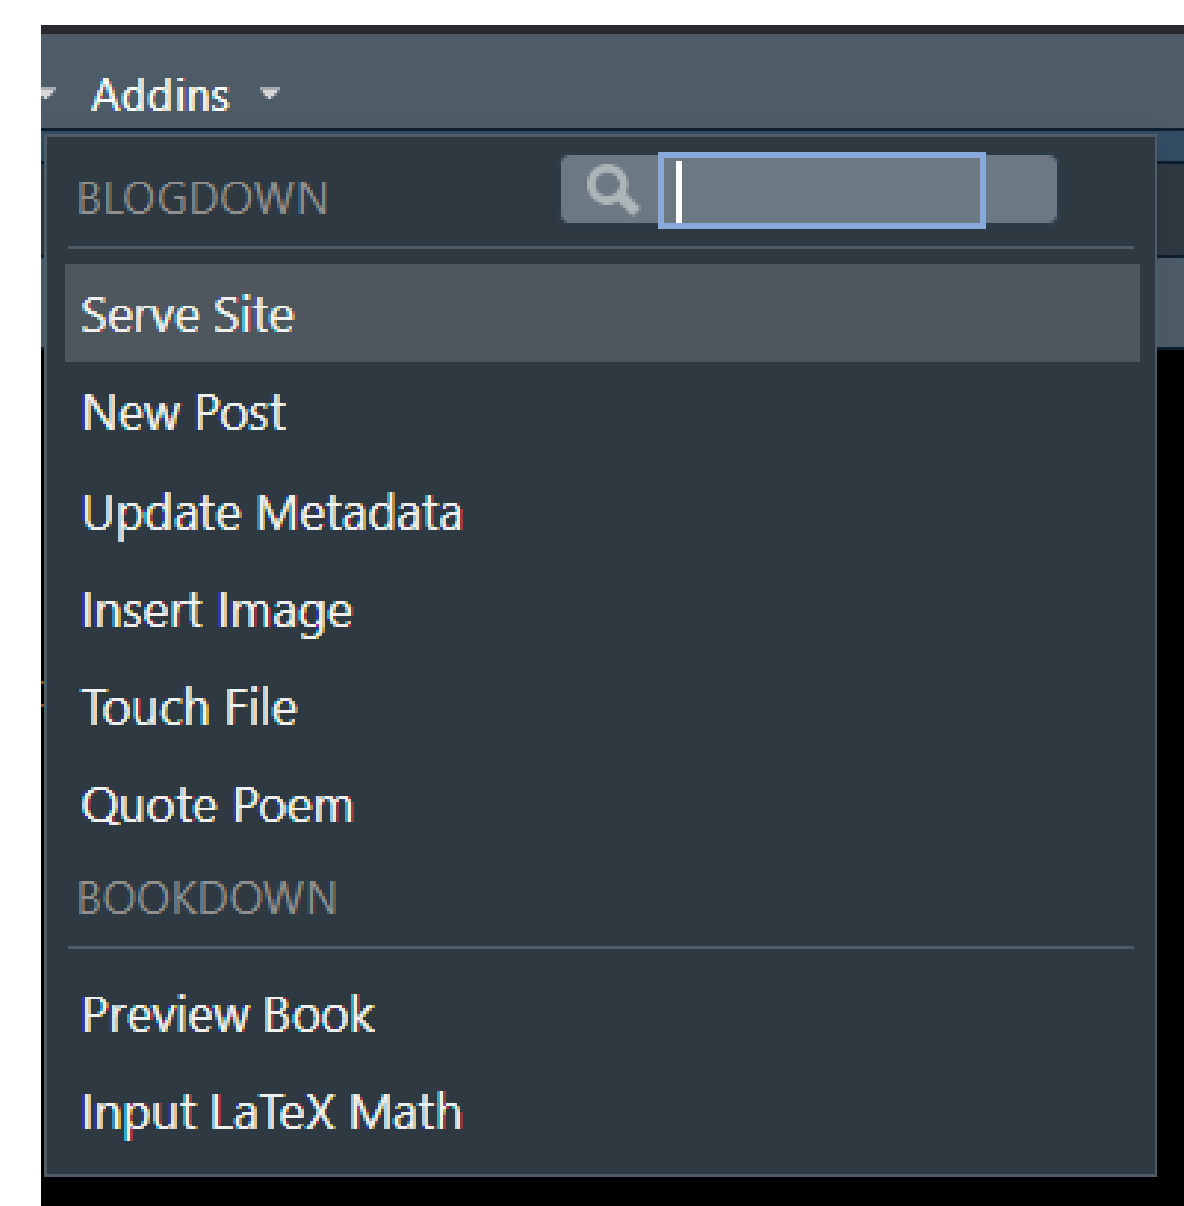 Addins
BLOGDOWN
Serve Site
New Post
Update Metadata
Insert Image
Touch File
Quote Poem
BOOKDOWN
Preview Book
Input LaTeX Math